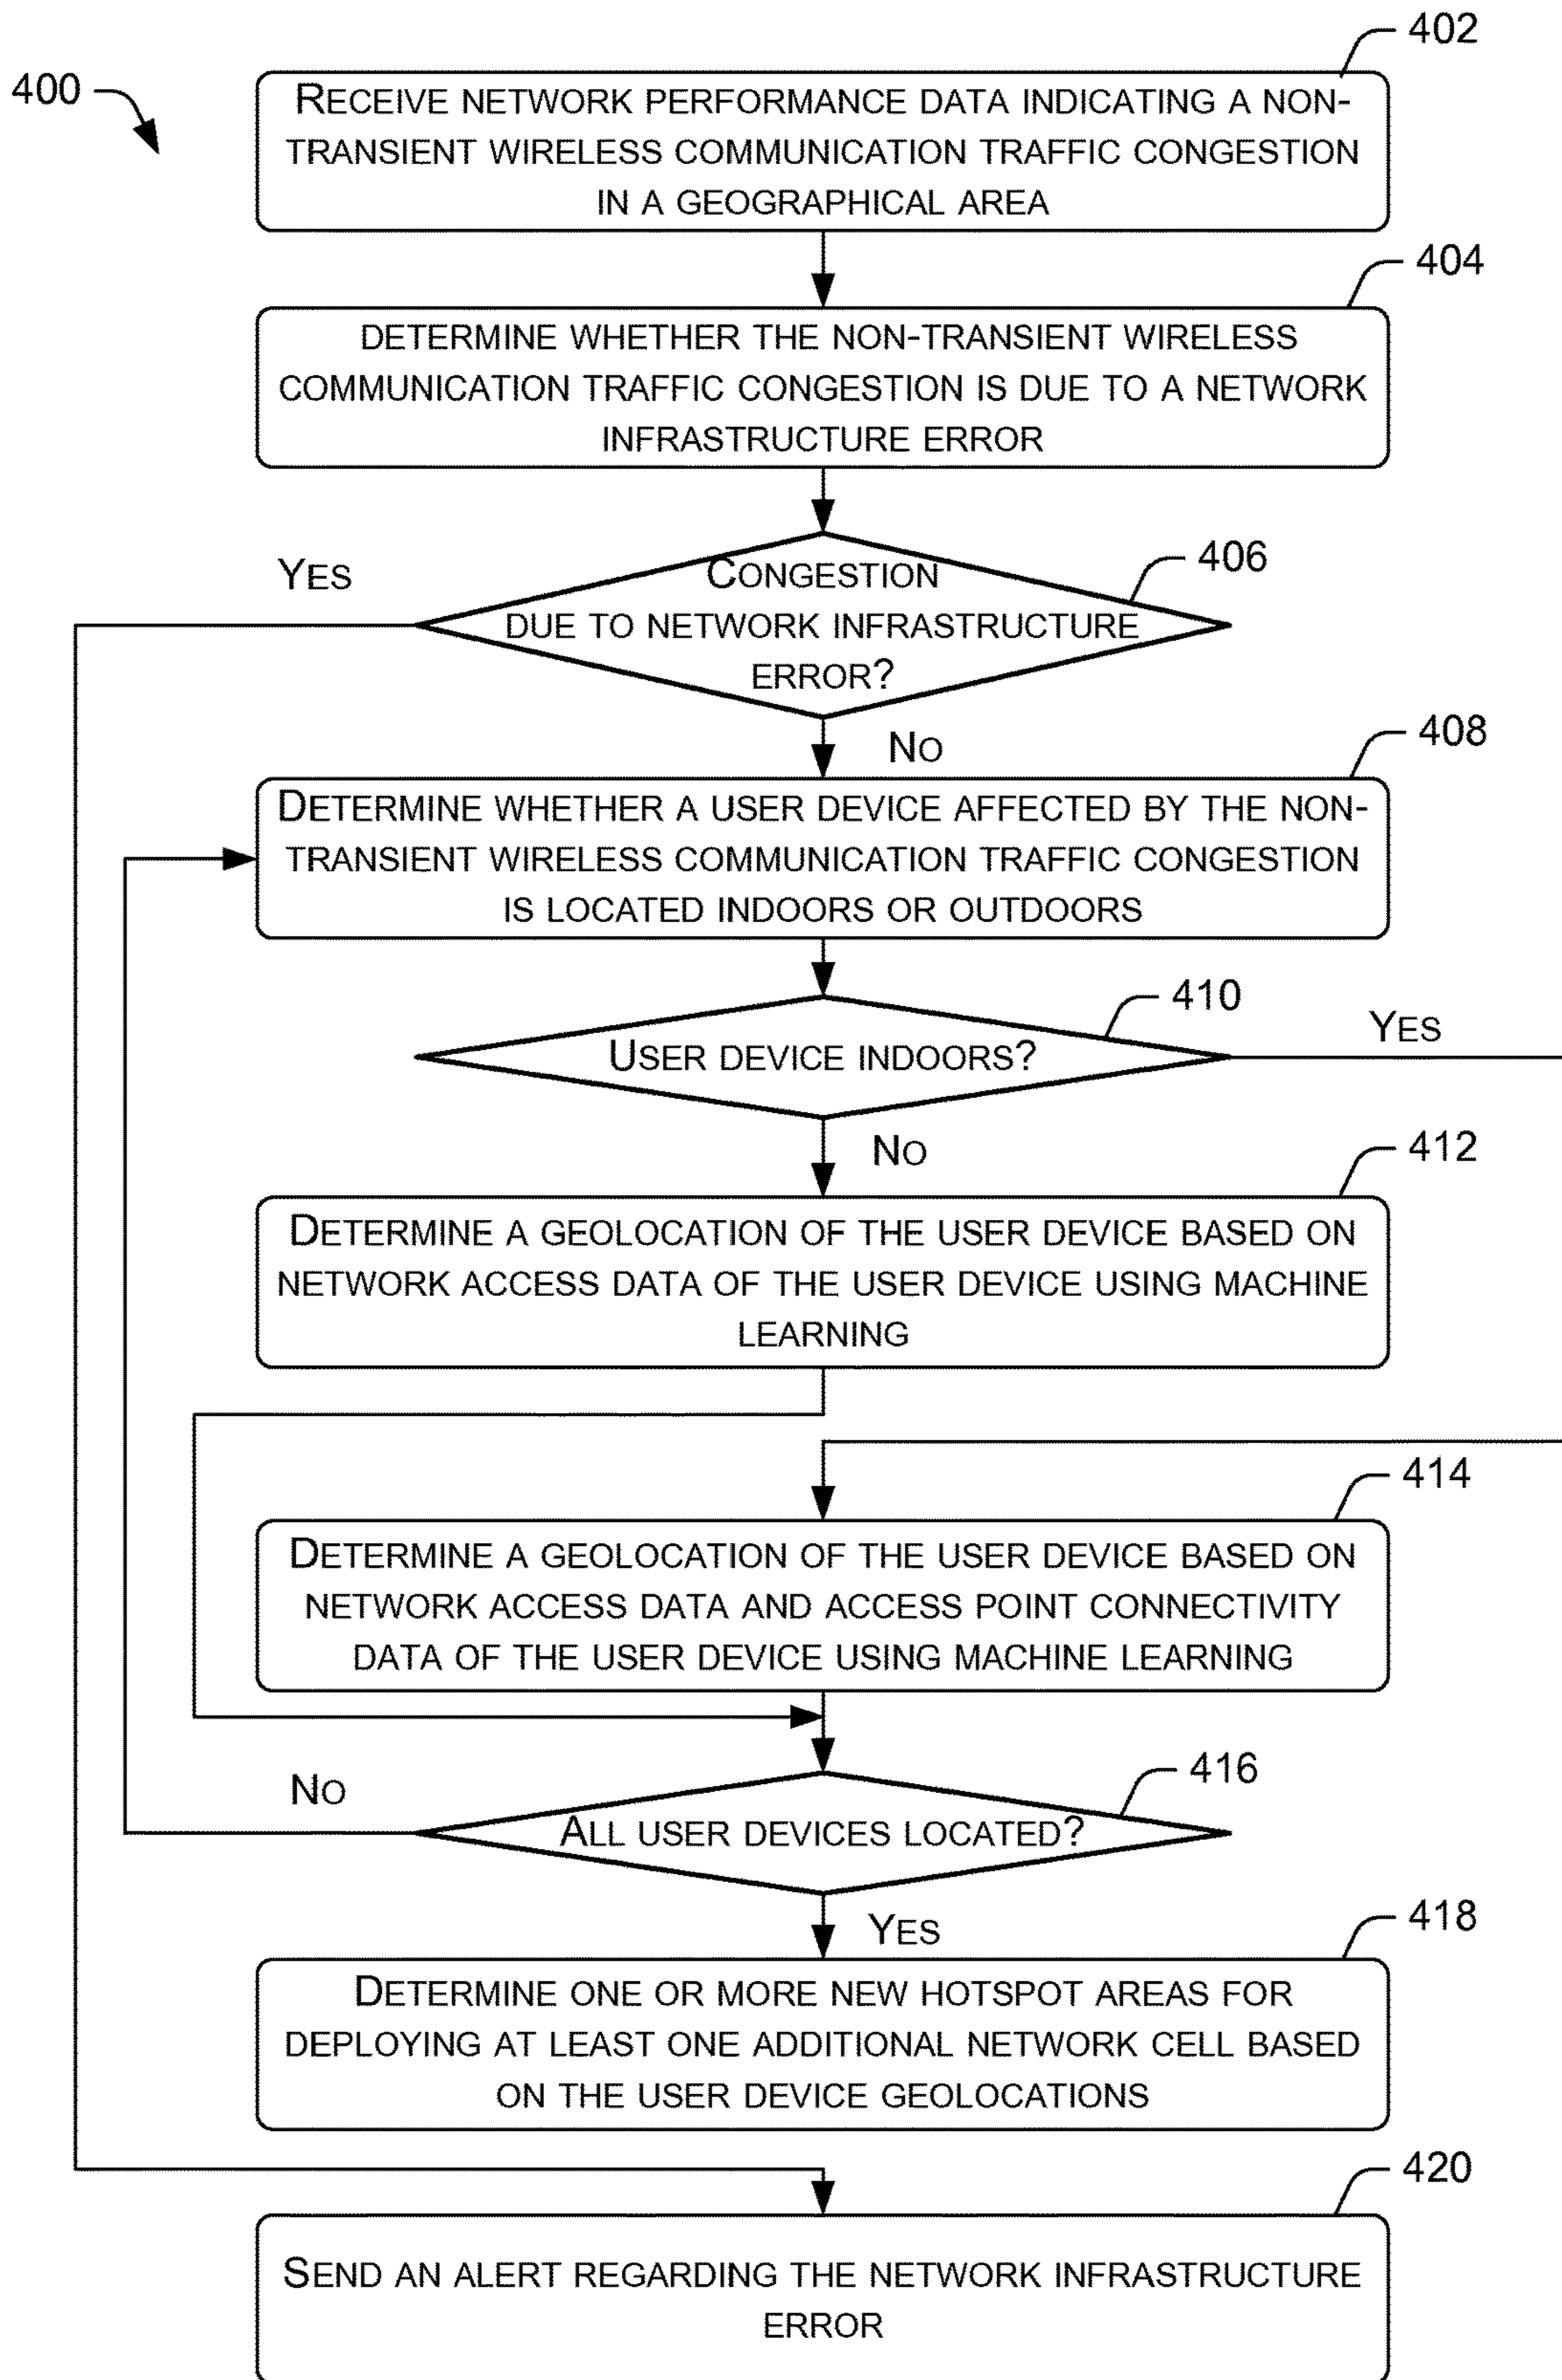 402
400
RECEIVE NETWORK PERFORMANCE DATA INDICATING A NON-
TRANSIENT WIRELESS COMMUNICATION TRAFFIC CONGESTION
IN A GEOGRAPHICAL AREA
404
DETERMINE WHETHER THE NON-TRANSIENT WIRELESS
COMMUNICATION TRAFFIC CONGESTION IS DUE TO A NETWORK
INFRASTRUCTURE ERROR
406
YES
CONGESTION
DUE TO NETWORK INFRASTRUCTURE
ERROR?
NO
408
DETERMINE WHETHER A USER DEVICE AFFECTED BY THE NON-
TRANSIENT WIRELESS COMMUNICATION TRAFFIC CONGESTION
IS LOCATED INDOORS OR OUTDOORS
410
YES
USER DEVICE INDOORS?
NO
412
DETERMINE A GEOLOCATION OF THE USER DEVICE BASED ON
NETWORK ACCESS DATA OF THE USER DEVICE USING MACHINE
LEARNING
414
DETERMINE A GEOLOCATION OF THE USER DEVICE BASED ON
NETWORK ACCESS DATA AND ACCESS POINT CONNECTIVITY
DATA OF THE USER DEVICE USING MACHINE LEARNING
416
NO
ALL USER DEVICES LOCATED?
YES
418
DETERMINE ONE OR MORE NEW HOTSPOT AREAS FOR
DEPLOYING AT LEAST ONE ADDITIONAL NETWORK CELL BASED
ON THE USER DEVICE GEOLOCATIONS
420
SEND AN ALERT REGARDING THE NETWORK INFRASTRUCTURE
ERROR